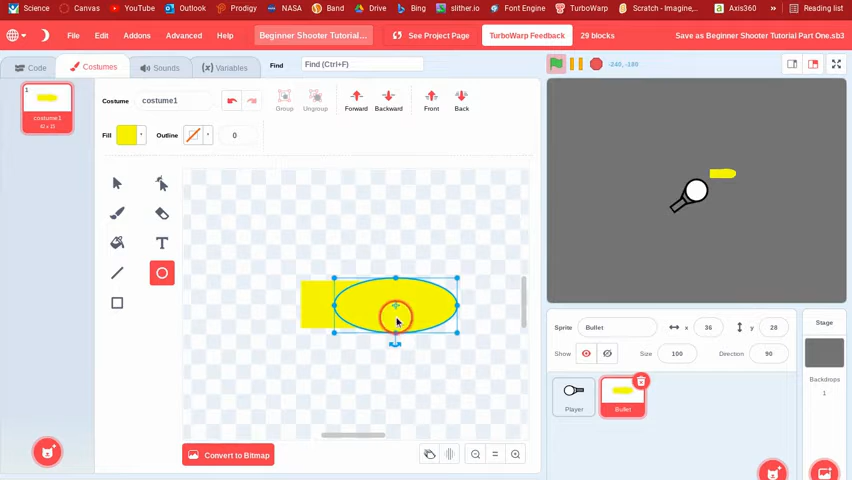 Science Canvas YouTube Outlook Prodigy NASA Band Drive Bing slither.io Font Engine TurboWarp Scratch - Imagine,... Axis360 » Reading list
File Edit Addons Advanced Help Beginner Shooter Tutorial... See Project Page TurboWarp Feedback 29 blocks Save as Beginner Shooter Tutorial Part One.sb3
Code Costumes Sounds Variables Find Find (Ctrl+F) -240, -180
1 Costume costume1 Group Ungroup Forward Backward Front Back
costume1
Fill Outline 0
T
Sprite Bullet x 36 y 28 Stage
Show Size 100 Direction 90
Backdrops
1
Player Bullet
Convert to Bitmap